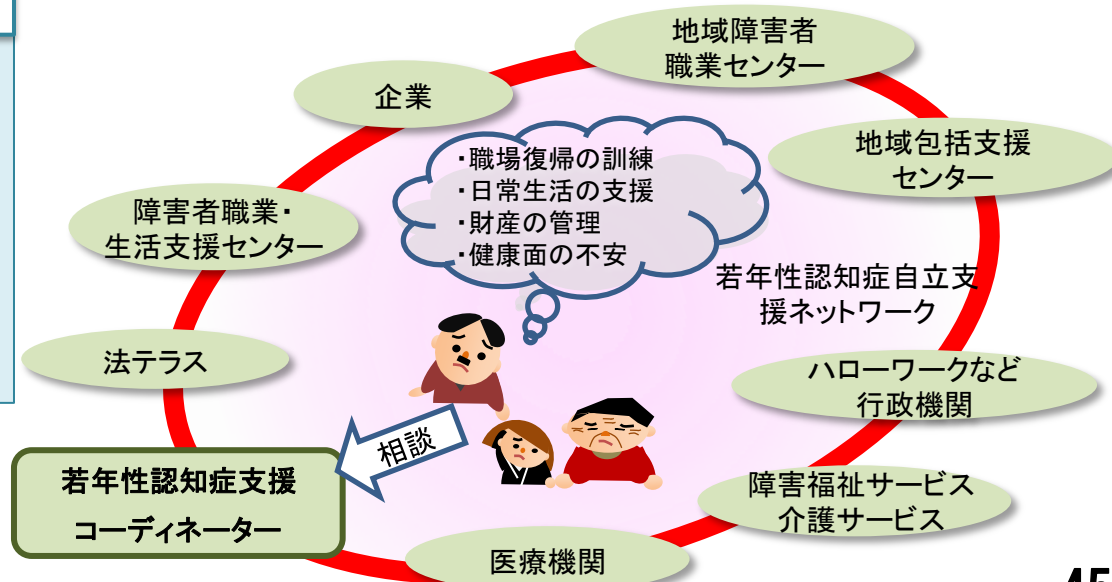 地域障害者
職業センター
企業
地域包括支援
センター
・職場復帰の訓練
・日常生活の支援
・財産の管理
・健康面の不安
障害者職業・
生活支援センター
若年性認知症自立支
援ネットワーク
法テラス
ハローワークなど
行政機関
相談
若年性認知症支援
コーディネーター
障害福祉サービス
介護サービス
医療機関